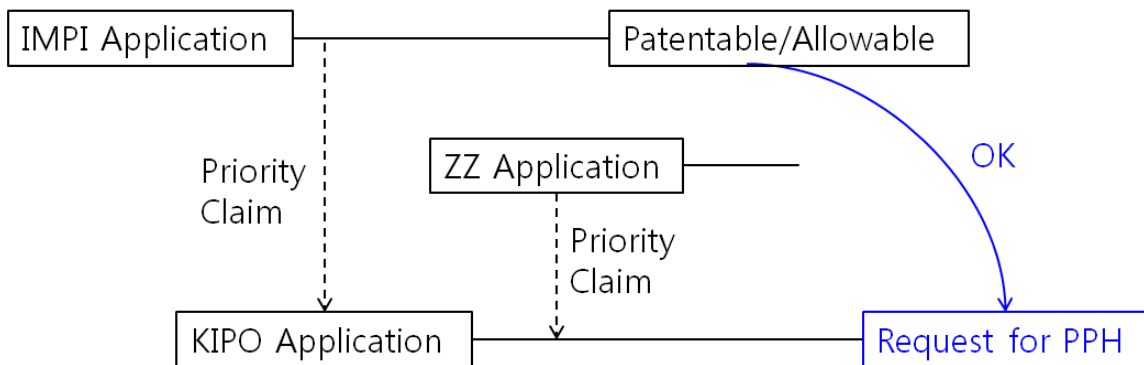 IMPI Application
Patentable/Allowable
Priority
Claim
ZZ Application
OK
Priority
Claim
KIPO Application
Request for PPH